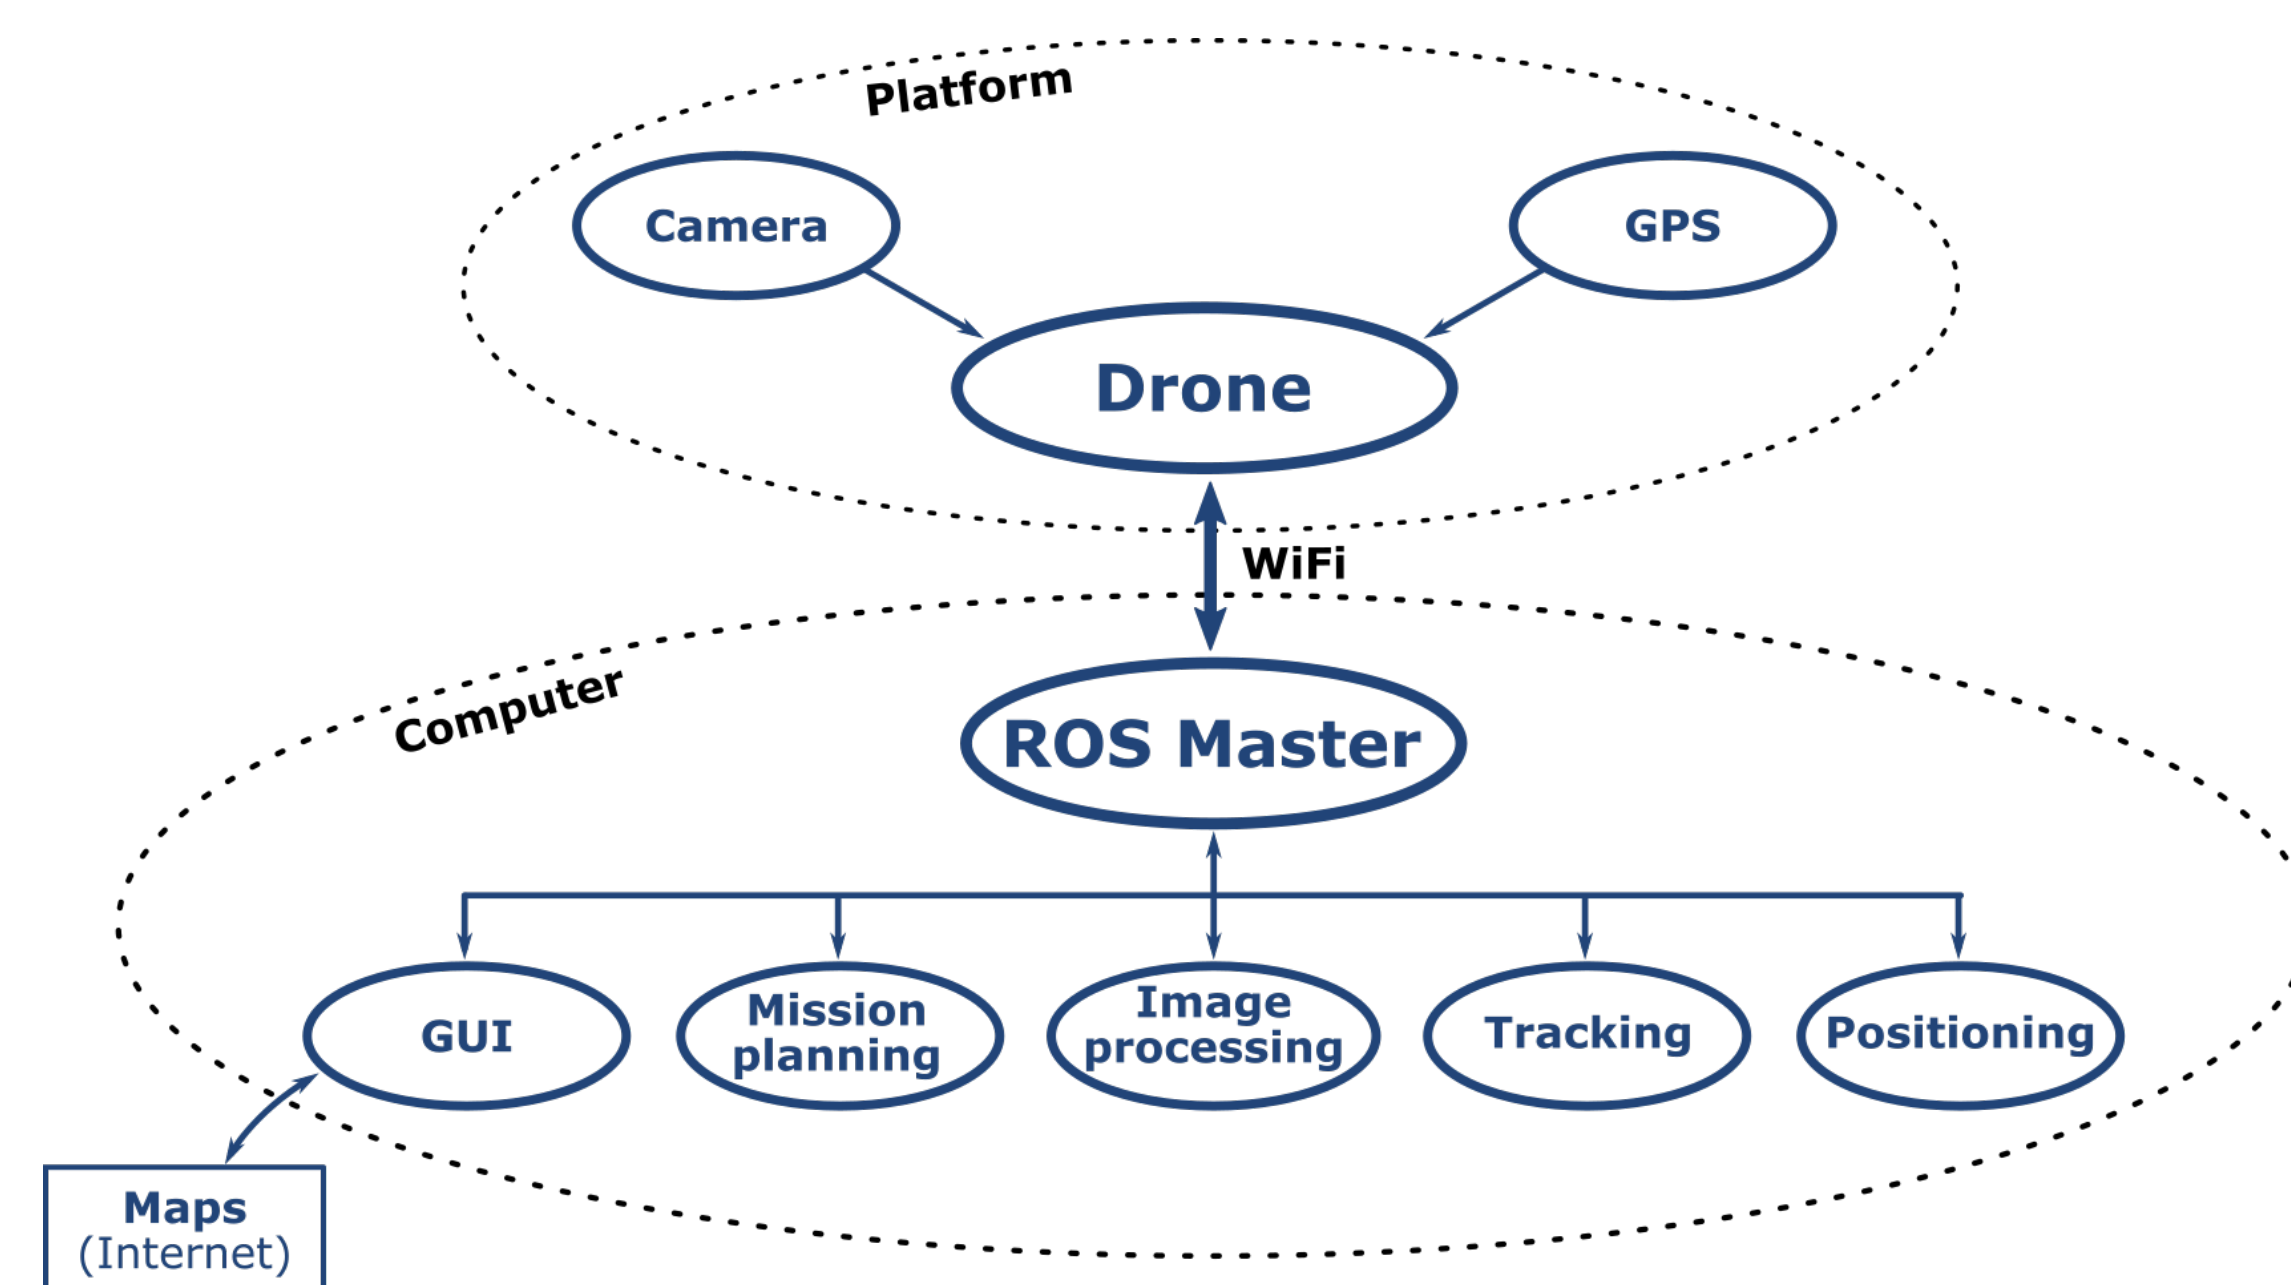 Platform
Camera
GPS
Drone
WiFi
Computer
ROS Master
GUI
Mission
planning
Image
processing
Tracking
Positioning
Maps
(Internet)